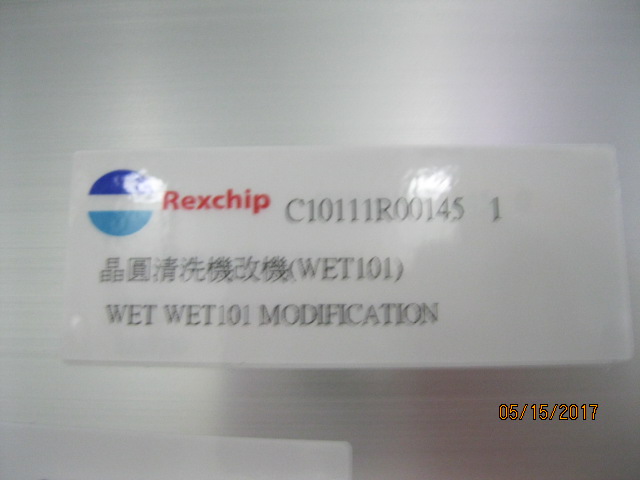 Rexchip C10111R00145 1
晶圓清洗機改機(WET101)
WET WET101 MODIFICATION
05/15/2017